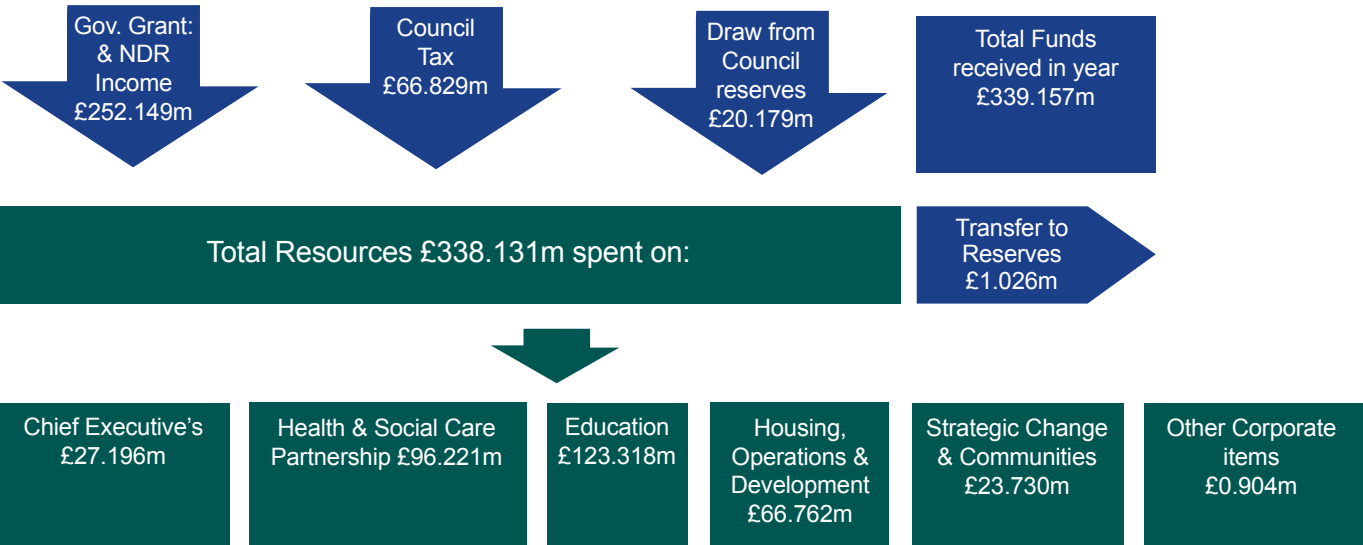 Gov. Grant:
& NDR
Income
£252.149m
Council
Tax
£66.829m
Draw from
Council
reserves
£20.179m
Total Funds
received in year
£339.157m
Total Resources £338.131m spent on:
Transfer to
Reserves
£1.026m
Chief Executive’s
£27.196m
Health & Social Care
Partnership £96.221m
Education
£123.318m
Housing,
Operations &
Development
£66.762m
Strategic Change
& Communities
£23.730m
Other Corporate
items
£0.904m